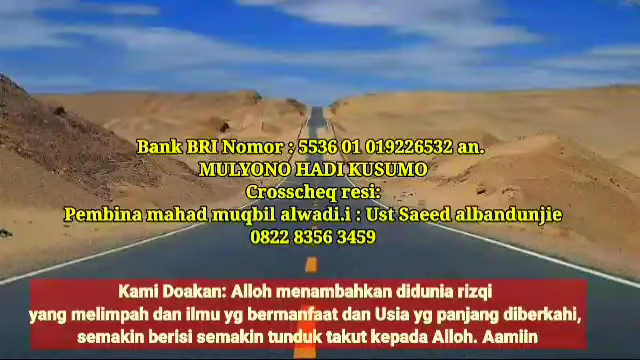 Bank BRI Nomor : 5536 01 019226532 an.
MULYONO HADI KUSUMO
Crosscheq resi:
Pembina mahad muqbil alwadi.i : Ust Saeed albandunjie
0822 8356 3459
Kami Doakan: Alloh menambahkan didunia rizqi
yang melimpah dan ilmu yg bermanfaat dan Usia yg panjang diberkahi,
semakin berisi semakin tunduk takut kepada Alloh. Aamiin